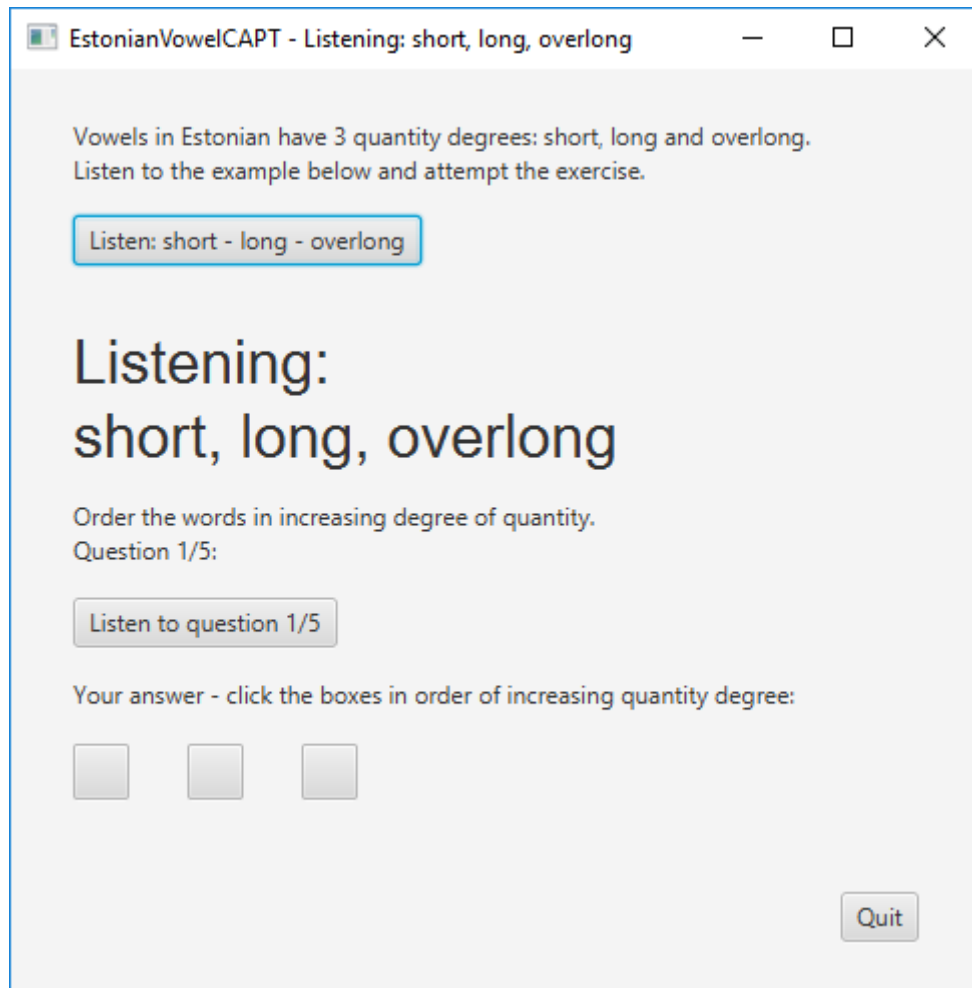 EstonianVowelCAPT - Listening: short, long, overlong
Vowels in Estonian have 3 quantity degrees: short, long and overlong.
Listen to the example below and attempt the exercise.
Listen: short - long - overlong
Listening:
short, long, overlong
Order the words in increasing degree of quantity.
Question 1/5:
Listen to question 1/5
Your answer - click the boxes in order of increasing quantity degree:
Quit